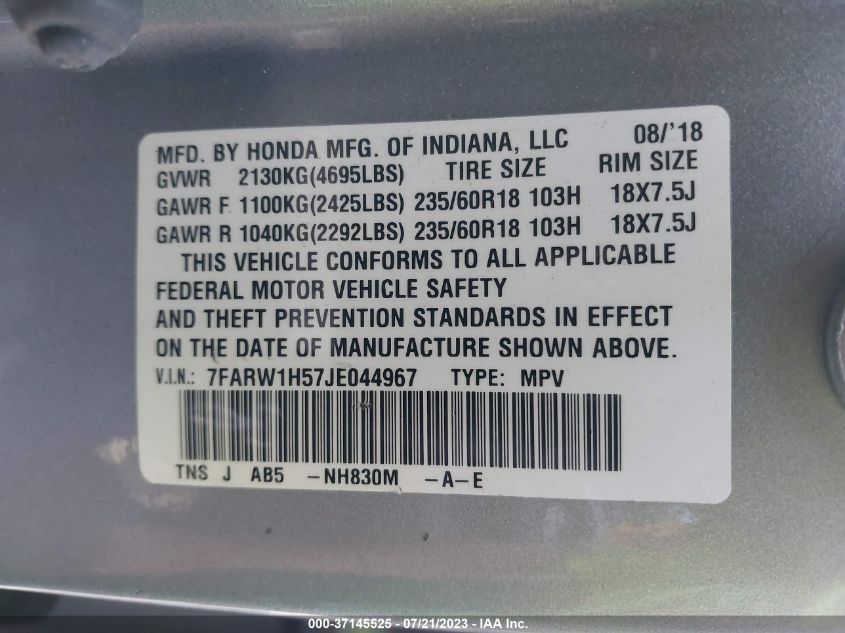 MFD. BY HONDA MFG. OF INDIANA, LLC 08/'18
GVWR 2130KG(4695LBS) TIRE SIZE RIM SIZE
GAWR F 1100KG(2425LBS) 235/60R18 103H 18X7.5J
GAWR R 1040KG(2292LBS) 235/60R18 103H 18X7.5J
THIS VEHICLE CONFORMS TO ALL APPLICABLE
FEDERAL MOTOR VEHICLE SAFETY
AND THEFT PREVENTION STANDARDS IN EFFECT
ON THE DATE OF MANUFACTURE SHOWN ABOVE.
V.I.N.: 7FARW1H57JE044967 TYPE: MPV
TNS J AB5 -NH830M -A-E
000-37145525 - 07/21/2023 - IAA Inc.